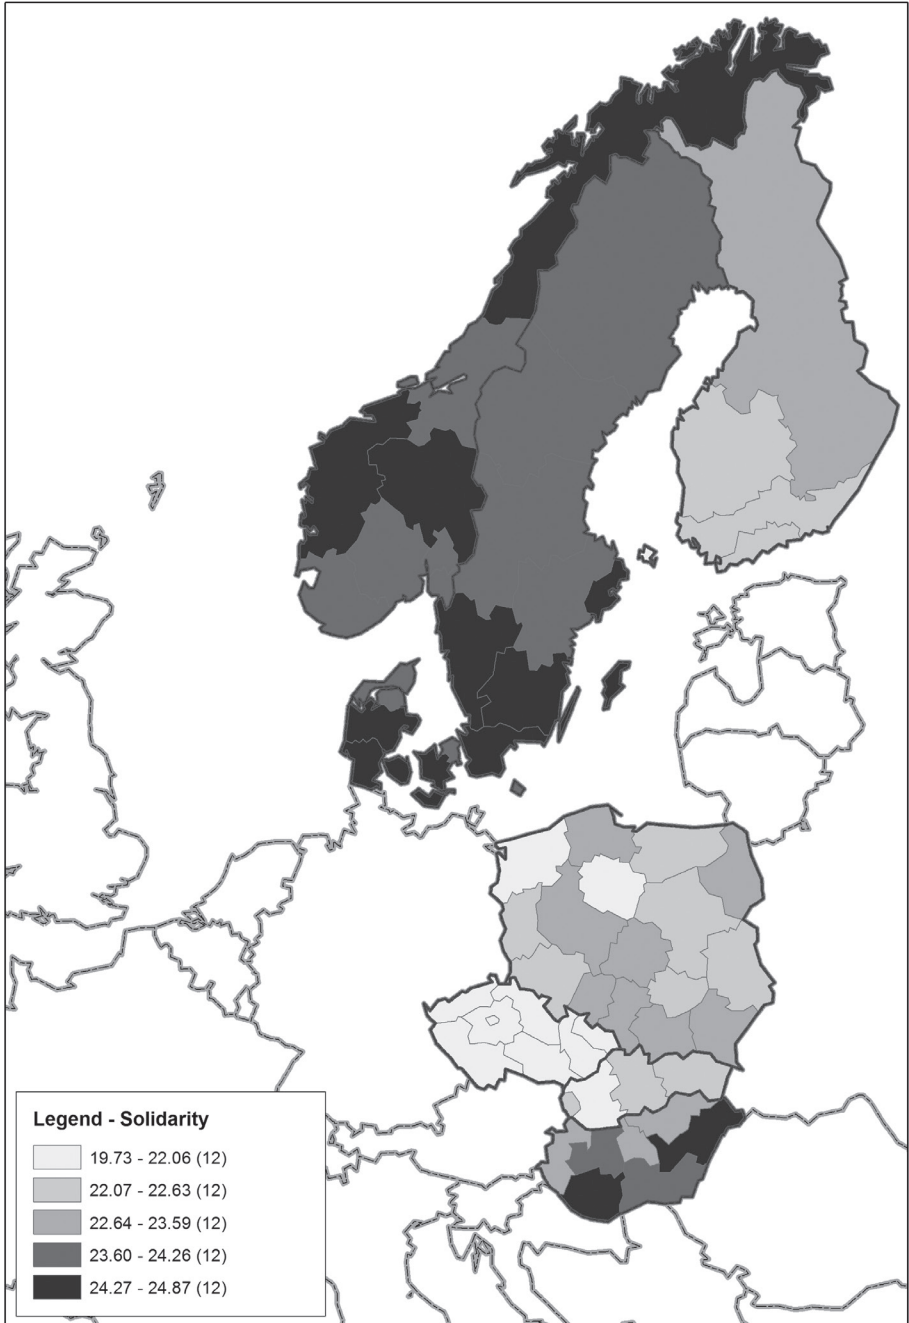 Legend - Solidarity
19.73 - 22.06 (12)
22.07 - 22.63 (12)
22.64 - 23.59 (12)
23.60 - 24.26 (12)
24.27 - 24.87 (12)